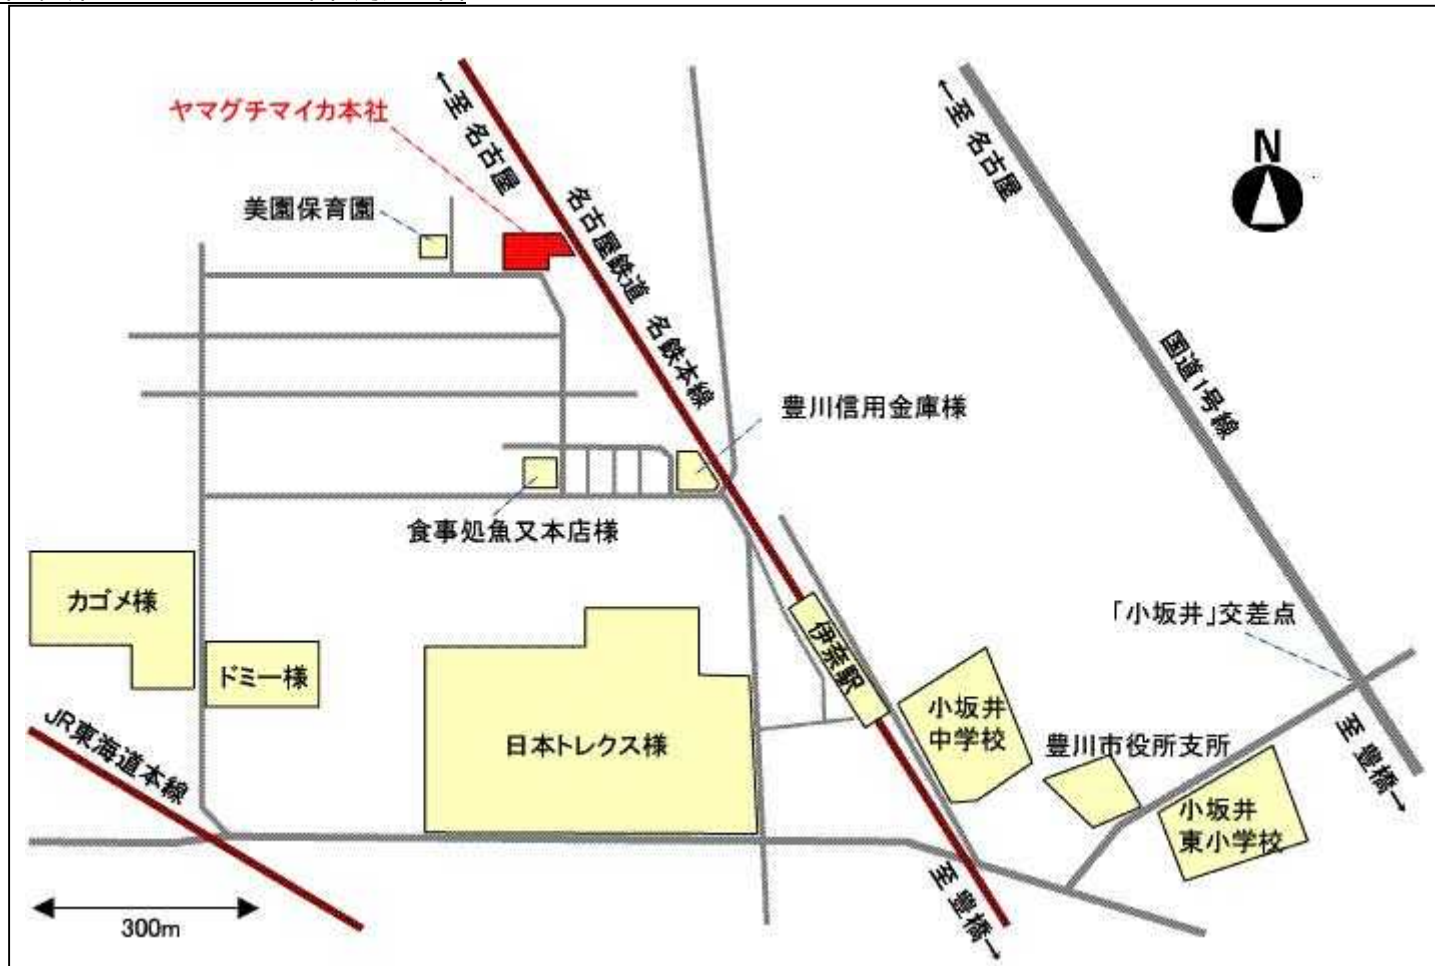 ヤマグチマイカ本社
←至 名古屋
←至 名古屋
N
美園保育園
名古屋鉄道 名鉄本線
国道1号線
豊川信用金庫様
食事処魚又本店様
カゴメ様
「小坂井」交差点
伊奈駅
ドミー様
小坂井
中学校
日本トレクス様
豊川市役所支所
JR東海道本線
至 豊橋→
小坂井
東小学校
至 豊橋→
300m